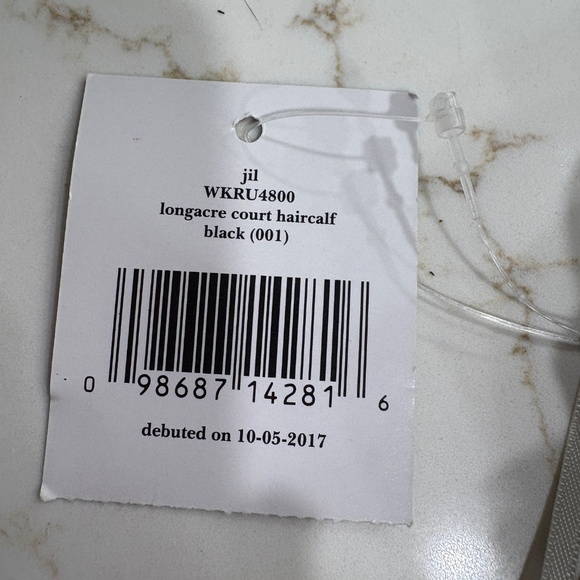 jil
WKRU4800
longacre court haircalf
black (001)
0 98687 14281 6
debuted on 10-05-2017